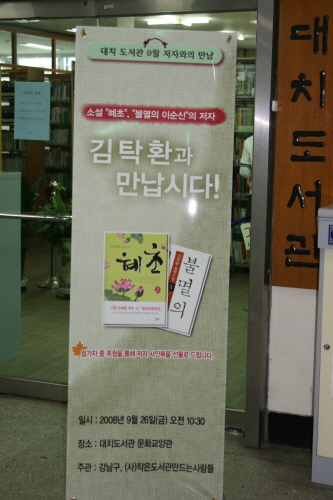 대치 도서관 9월 저자와의 만남
소설 "혜초", "불멸의 이순신"의 저자
김탁환과
만납시다!
혜초
2
불멸의
참가자 중 추첨을 통해 저자 사인북을 선물로 드립니다.
일시 : 2008년 9월 26일(금) 오전 10:30
장소 : 대치도서관 문화교양관
주관 : 강남구, (사)작은도서관만드는사람들
대치도서관